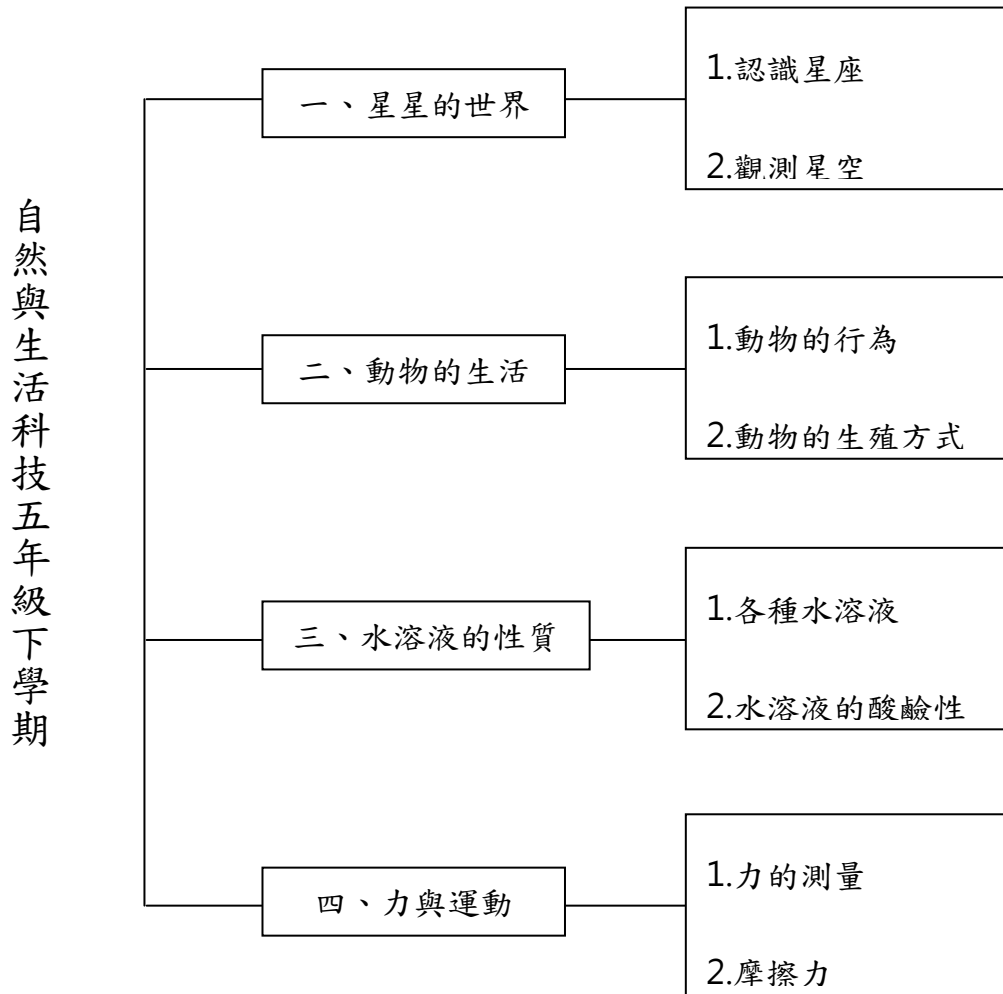 自然與生活科技五年級下學期
一、星星的世界
1.認識星座
2.觀測星空
二、動物的生活
1.動物的行為
2.動物的生殖方式
三、水溶液的性質
1.各種水溶液
2.水溶液的酸鹼性
四、力與運動
1.力的測量
2.摩擦力